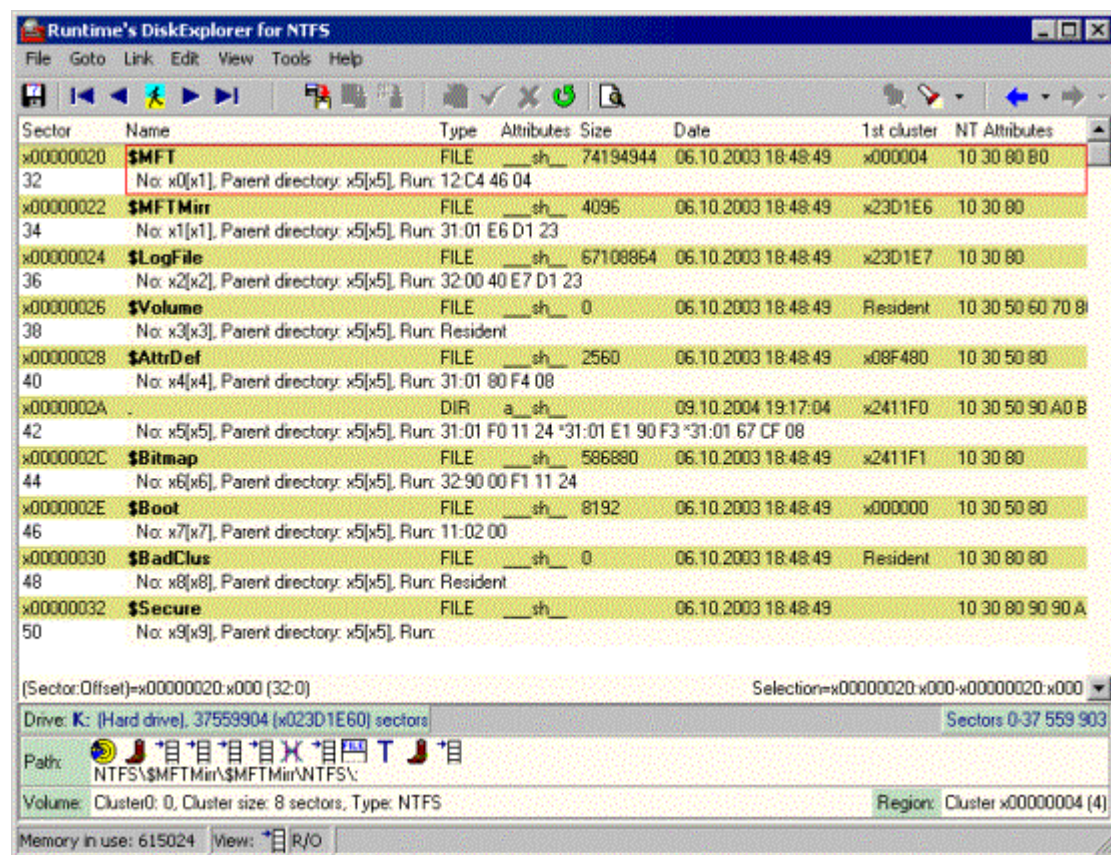 Runtime's DiskExplorer for NTFS
File Goto Link Edit View Tools Help
Sector Name Type Attributes Size Date 1st cluster NT Attributes
x00000020 $MFT FILE ___sh__ 74194944 06.10.2003 18:48:49 x000004 10 30 80 B0
32 No: x0[x1], Parent directory: x5[x5], Run: 12:C4 46 04
x00000022 $MFTMirr FILE ___sh__ 4096 06.10.2003 18:48:49 x23D1E6 10 30 80
34 No: x1[x1], Parent directory: x5[x5], Run: 31:01 E6 D1 23
x00000024 $LogFile FILE ___sh__ 67108864 06.10.2003 18:48:49 x23D1E7 10 30 80
36 No: x2[x2], Parent directory: x5[x5], Run: 32:00 40 E7 D1 23
x00000026 $Volume FILE ___sh__ 0 06.10.2003 18:48:49 Resident 10 30 50 60 70 8
38 No: x3[x3], Parent directory: x5[x5], Run: Resident
x00000028 $AttrDef FILE ___sh__ 2560 06.10.2003 18:48:49 x08F480 10 30 50 80
40 No: x4[x4], Parent directory: x5[x5], Run: 31:01 80 F4 08
x0000002A . DIR a__sh__ 09.10.2004 19:17:04 x2411F0 10 30 50 90 A0 B
42 No: x5[x5], Parent directory: x5[x5], Run: 31:01 F0 11 24 *31:01 E1 90 F3 *31:01 67 CF 08
x0000002C $Bitmap FILE ___sh__ 586880 06.10.2003 18:48:49 x2411F1 10 30 80
44 No: x6[x6], Parent directory: x5[x5], Run: 32:90 00 F1 11 24
x0000002E $Boot FILE ___sh__ 8192 06.10.2003 18:48:49 x000000 10 30 50 80
46 No: x7[x7], Parent directory: x5[x5], Run: 11:02 00
x00000030 $BadClus FILE ___sh__ 0 06.10.2003 18:48:49 Resident 10 30 80 80
48 No: x8[x8], Parent directory: x5[x5], Run: Resident
x00000032 $Secure FILE ___sh__ 06.10.2003 18:48:49 10 30 80 90 90 A
50 No: x9[x9], Parent directory: x5[x5], Run:
(Sector:Offset)=x00000020:x000 (32:0) Selection=x00000020:x000-x00000020:x000
Drive: K: (Hard drive), 37559904 (x023D1E60) sectors Sectors 0-37 559 903
FILE T
Path: NTFS\$MFTMirr\$MFTMirr\NTFS\:
Volume: Cluster0: 0, Cluster size: 8 sectors, Type: NTFS Region: Cluster x00000004 (4)
Memory in use: 615024 View: R/O